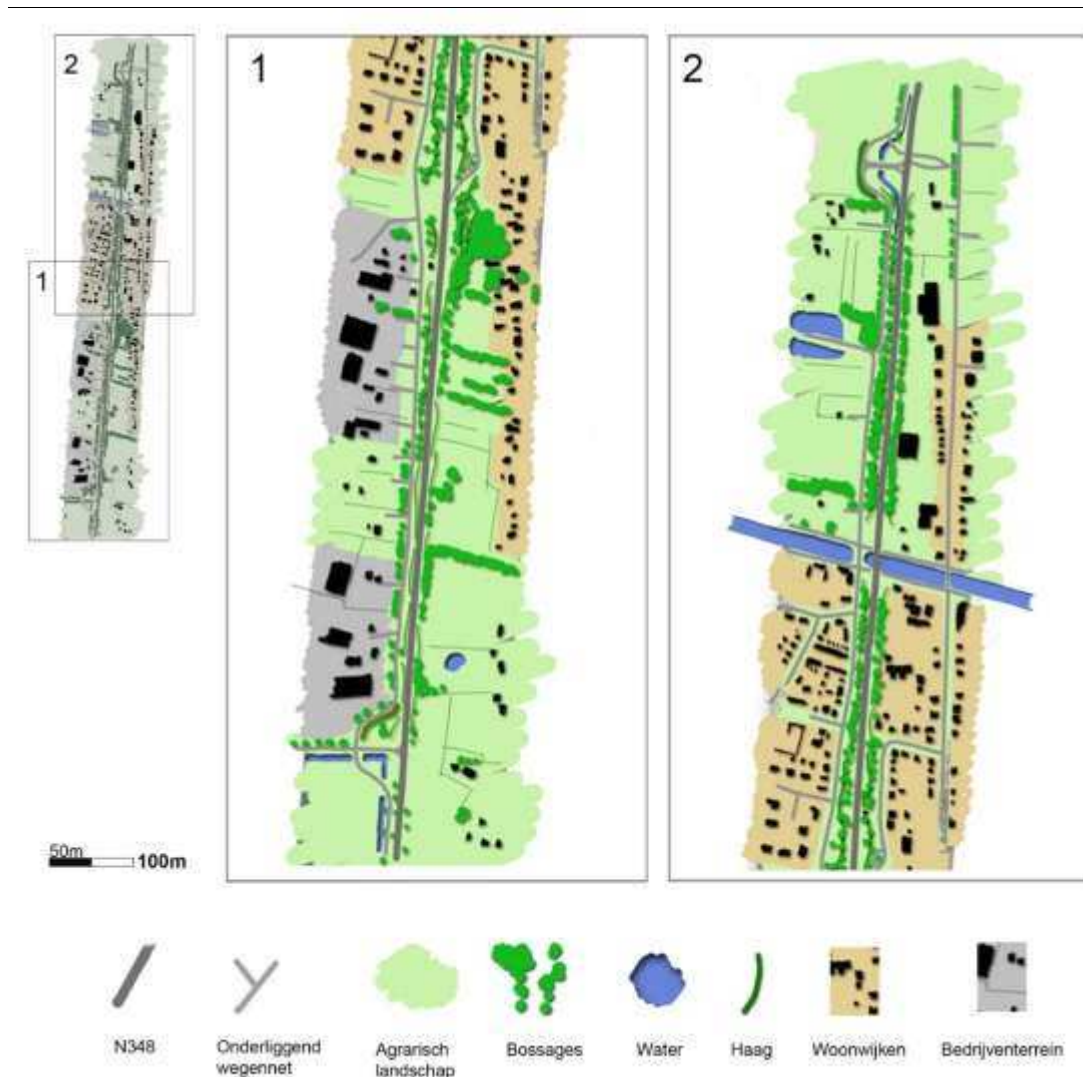 2
1
1
2
50m
100m
N348
Onderliggend
wegennet
Agrarisch
landschap
Bossages
Water
Haag
Woonwijken
Bedrijventerrein